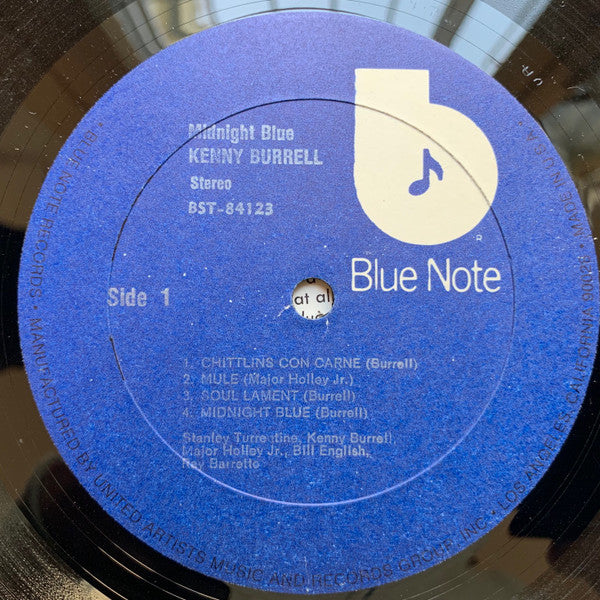 Midnight Blue
KENNY BURRELL
Stereo
BST-84123
Side 1
R
Blue Note
at all
1. CHITTLINS CON CARNE (Burrell)
2. MULE (Major Holley Jr.)
3. SOUL LAMENT (Burrell)
4. MIDNIGHT BLUE (Burrell)
Stanley Turrentine, Kenny Burrell,
Major Holley Jr., Bill English,
Ray Barretto
• BLUE NOTE RECORDS • MANUFACTURED BY UNITED ARTISTS MUSIC AND RECORDS GROUP, INC. • LOS ANGELES, CALIFORNIA 90028 • MADE IN U.S.A.